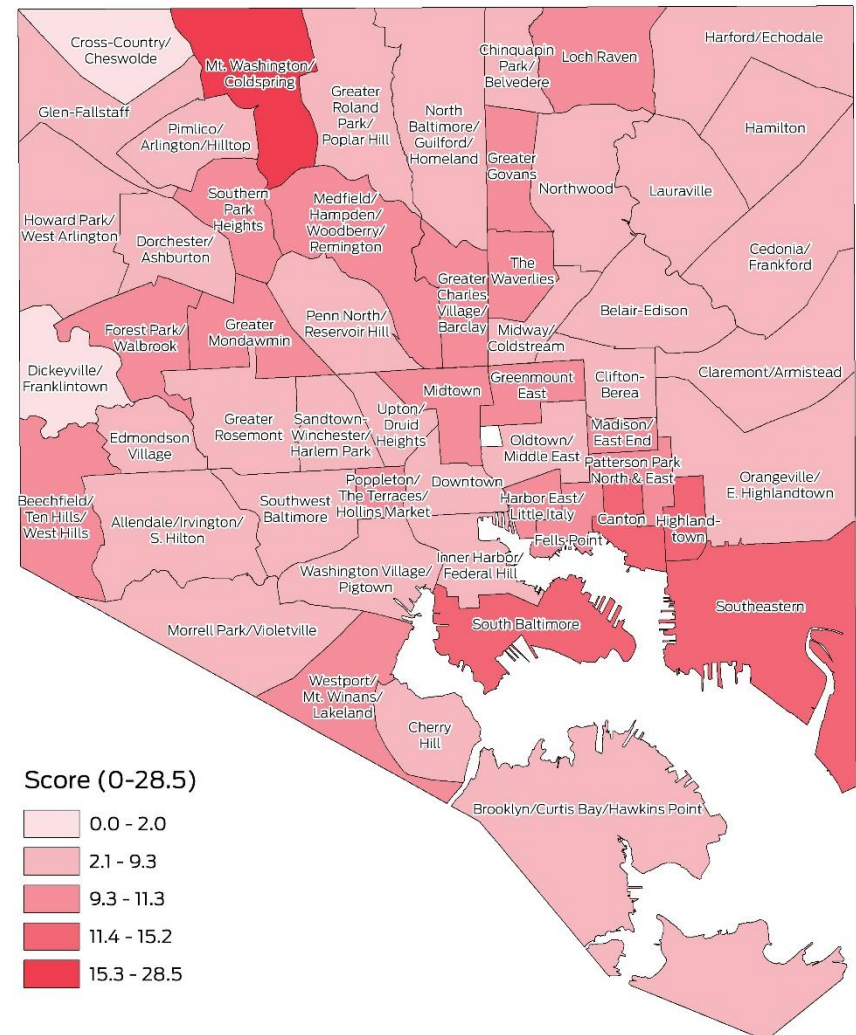 Cross-Country/
Cheswolde
Mt. Washington/
Coldspring
Greater
Roland
Park/
Poplar Hill
North
Baltimore/
Guilford/
Homeland
Chinquapin
Park/
Belvedere
Loch Raven
Harford/Echodale
Glen-Fallstaff
Pimlico/
Arlington/Hilltop
Hamilton
Greater
Govans
Northwood
Lauraville
Howard Park/
West Arlington
Dorchester/
Ashburton
Southern
Park
Heights
Medfield/
Hampden/
Woodberry/
Remington
Greater
Charles
Village/
Barclay
The
Waverlies
Cedonia/
Frankford
Belair-Edison
Forest Park/
Walbrook
Greater
Mondawmin
Penn North/
Reservoir Hill
Midway/
Coldstream
Dickeyville/
Franklintown
Claremont/Armistead
Midtown
Greenmount
East
Clifton-
Berea
Edmondson
Village
Greater
Rosemont
Sandtown-
Winchester/
Harlem Park
Upton/
Druid
Heights
Oldtown/
Middle East
Madison/
East End
Patterson Park
North & East
Orangeville/
E. Highlandtown
Beechfield/
Ten Hills/
West Hills
Allendale/Irvington/
S. Hilton
Southwest
Baltimore
Poppleton/
The Terraces/
Hollins Market
Downtown
Harbor East/
Little Italy
Fells Point
Canton
Highland-
town
Washington Village/
Pigtown
Inner Harbor/
Federal Hill
Southeastern
Morrell Park/Violetville
South Baltimore
Westport/
Mt. Winans/
Lakeland
Cherry
Hill
Brooklyn/Curtis Bay/Hawkins Point
Score (0-28.5)
0.0 - 2.0
2.1 - 9.3
9.3 - 11.3
11.4 - 15.2
15.3 - 28.5